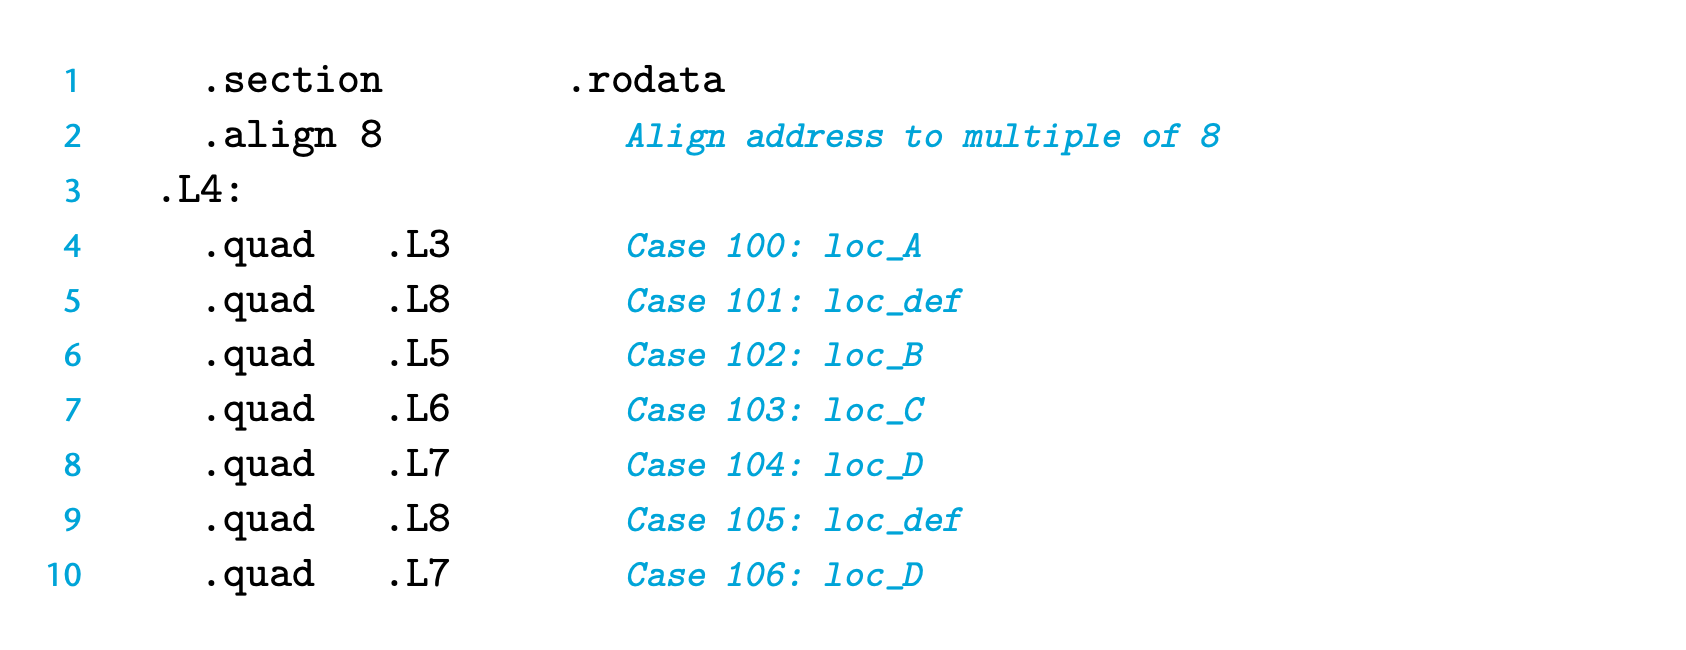 1 .section .rodata
2 .align 8 Align address to multiple of 8
3 .L4:
4 .quad .L3 Case 100: loc_A
5 .quad .L8 Case 101: loc_def
6 .quad .L5 Case 102: loc_B
7 .quad .L6 Case 103: loc_C
8 .quad .L7 Case 104: loc_D
9 .quad .L8 Case 105: loc_def
10 .quad .L7 Case 106: loc_D